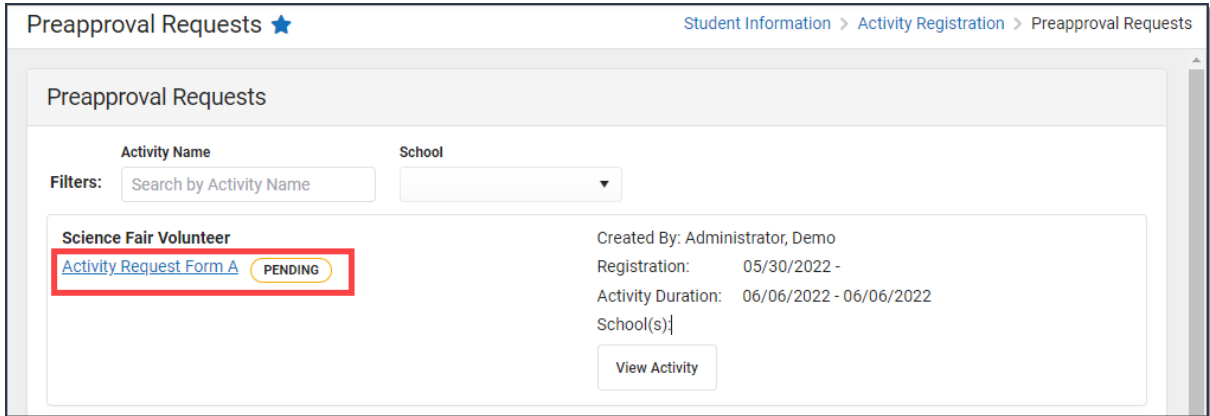 Preapproval Requests
Student Information > Activity Registration > Preapproval Requests
Preapproval Requests
Activity Name
School
Filters:
Search by Activity Name
Science Fair Volunteer
Activity Request Form A PENDING
Created By: Administrator, Demo
Registration: 05/30/2022 -
Activity Duration: 06/06/2022 - 06/06/2022
School(s):
View Activity